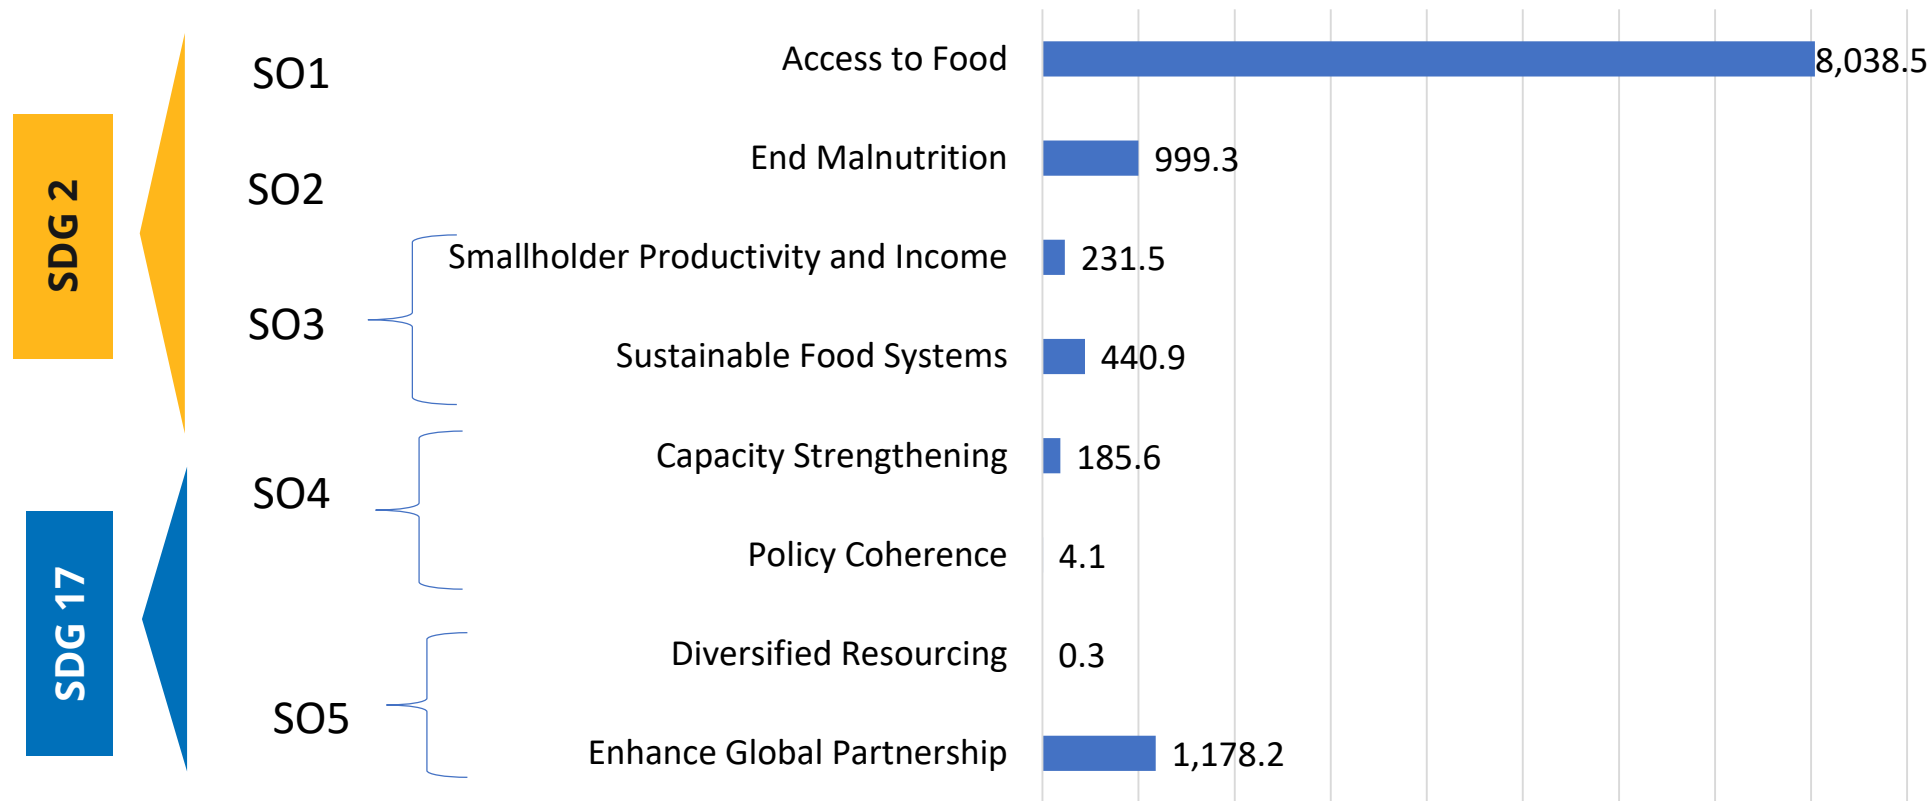 SDG 2
SDG 17
SO1
SO2
SO3
SO4
SO5
Access to Food 8,038.5
End Malnutrition 999.3
Smallholder Productivity and Income 231.5
Sustainable Food Systems 440.9
Capacity Strengthening 185.6
Policy Coherence 4.1
Diversified Resourcing 0.3
Enhance Global Partnership 1,178.2